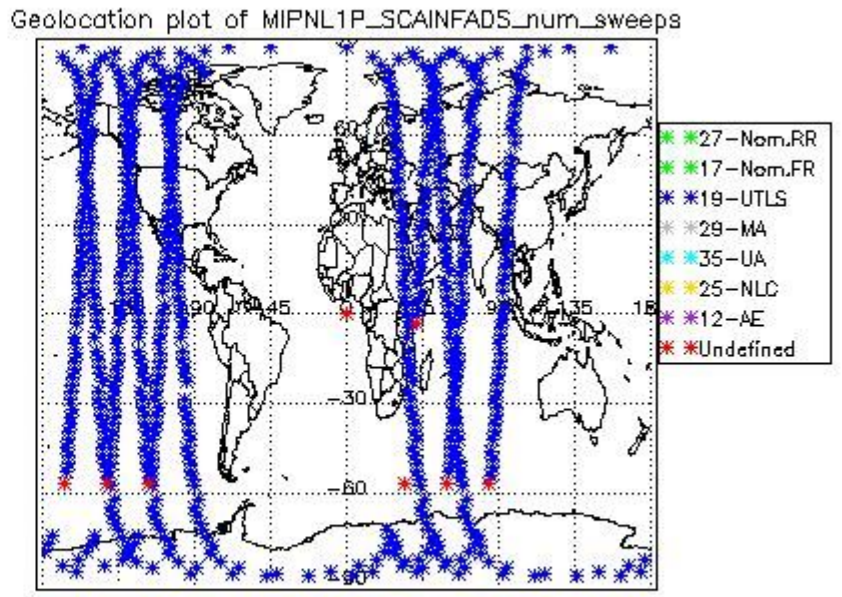 Geolocation plot of MIPNL1P_SCAINFADS_num_sweeps
27-Nom.RR
17-Nom.FR
19-UTLS
29-MA
35-UA
25-NLC
12-AE
Undefined
60
90
45
135
-30
-60
-90